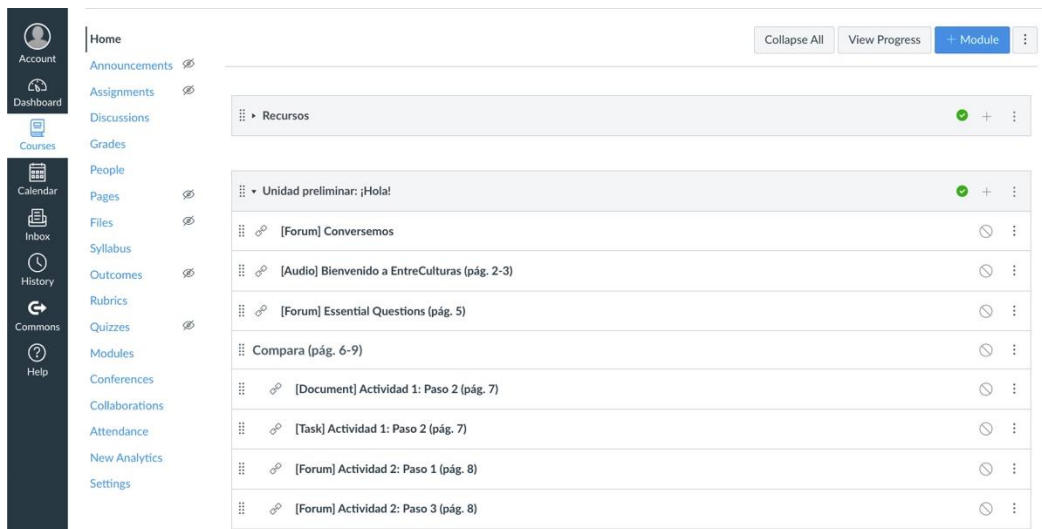 Account
Dashboard
Courses
Calendar
Inbox
History
Commons
Help
Home
Announcements
Assignments
Discussions
Grades
People
Pages
Files
Syllabus
Outcomes
Rubrics
Quizzes
Modules
Conferences
Collaborations
Attendance
New Analytics
Settings
Collapse All
View Progress
+ Module
Recursos
Unidad preliminar: ¡Hola!
[Forum] Conversemos
[Audio] Bienvenido a EntreCulturas (pág. 2-3)
[Forum] Essential Questions (pág. 5)
Compara (pág. 6-9)
[Document] Actividad 1: Paso 2 (pág. 7)
[Task] Actividad 1: Paso 2 (pág. 7)
[Forum] Actividad 2: Paso 1 (pág. 8)
[Forum] Actividad 2: Paso 3 (pág. 8)